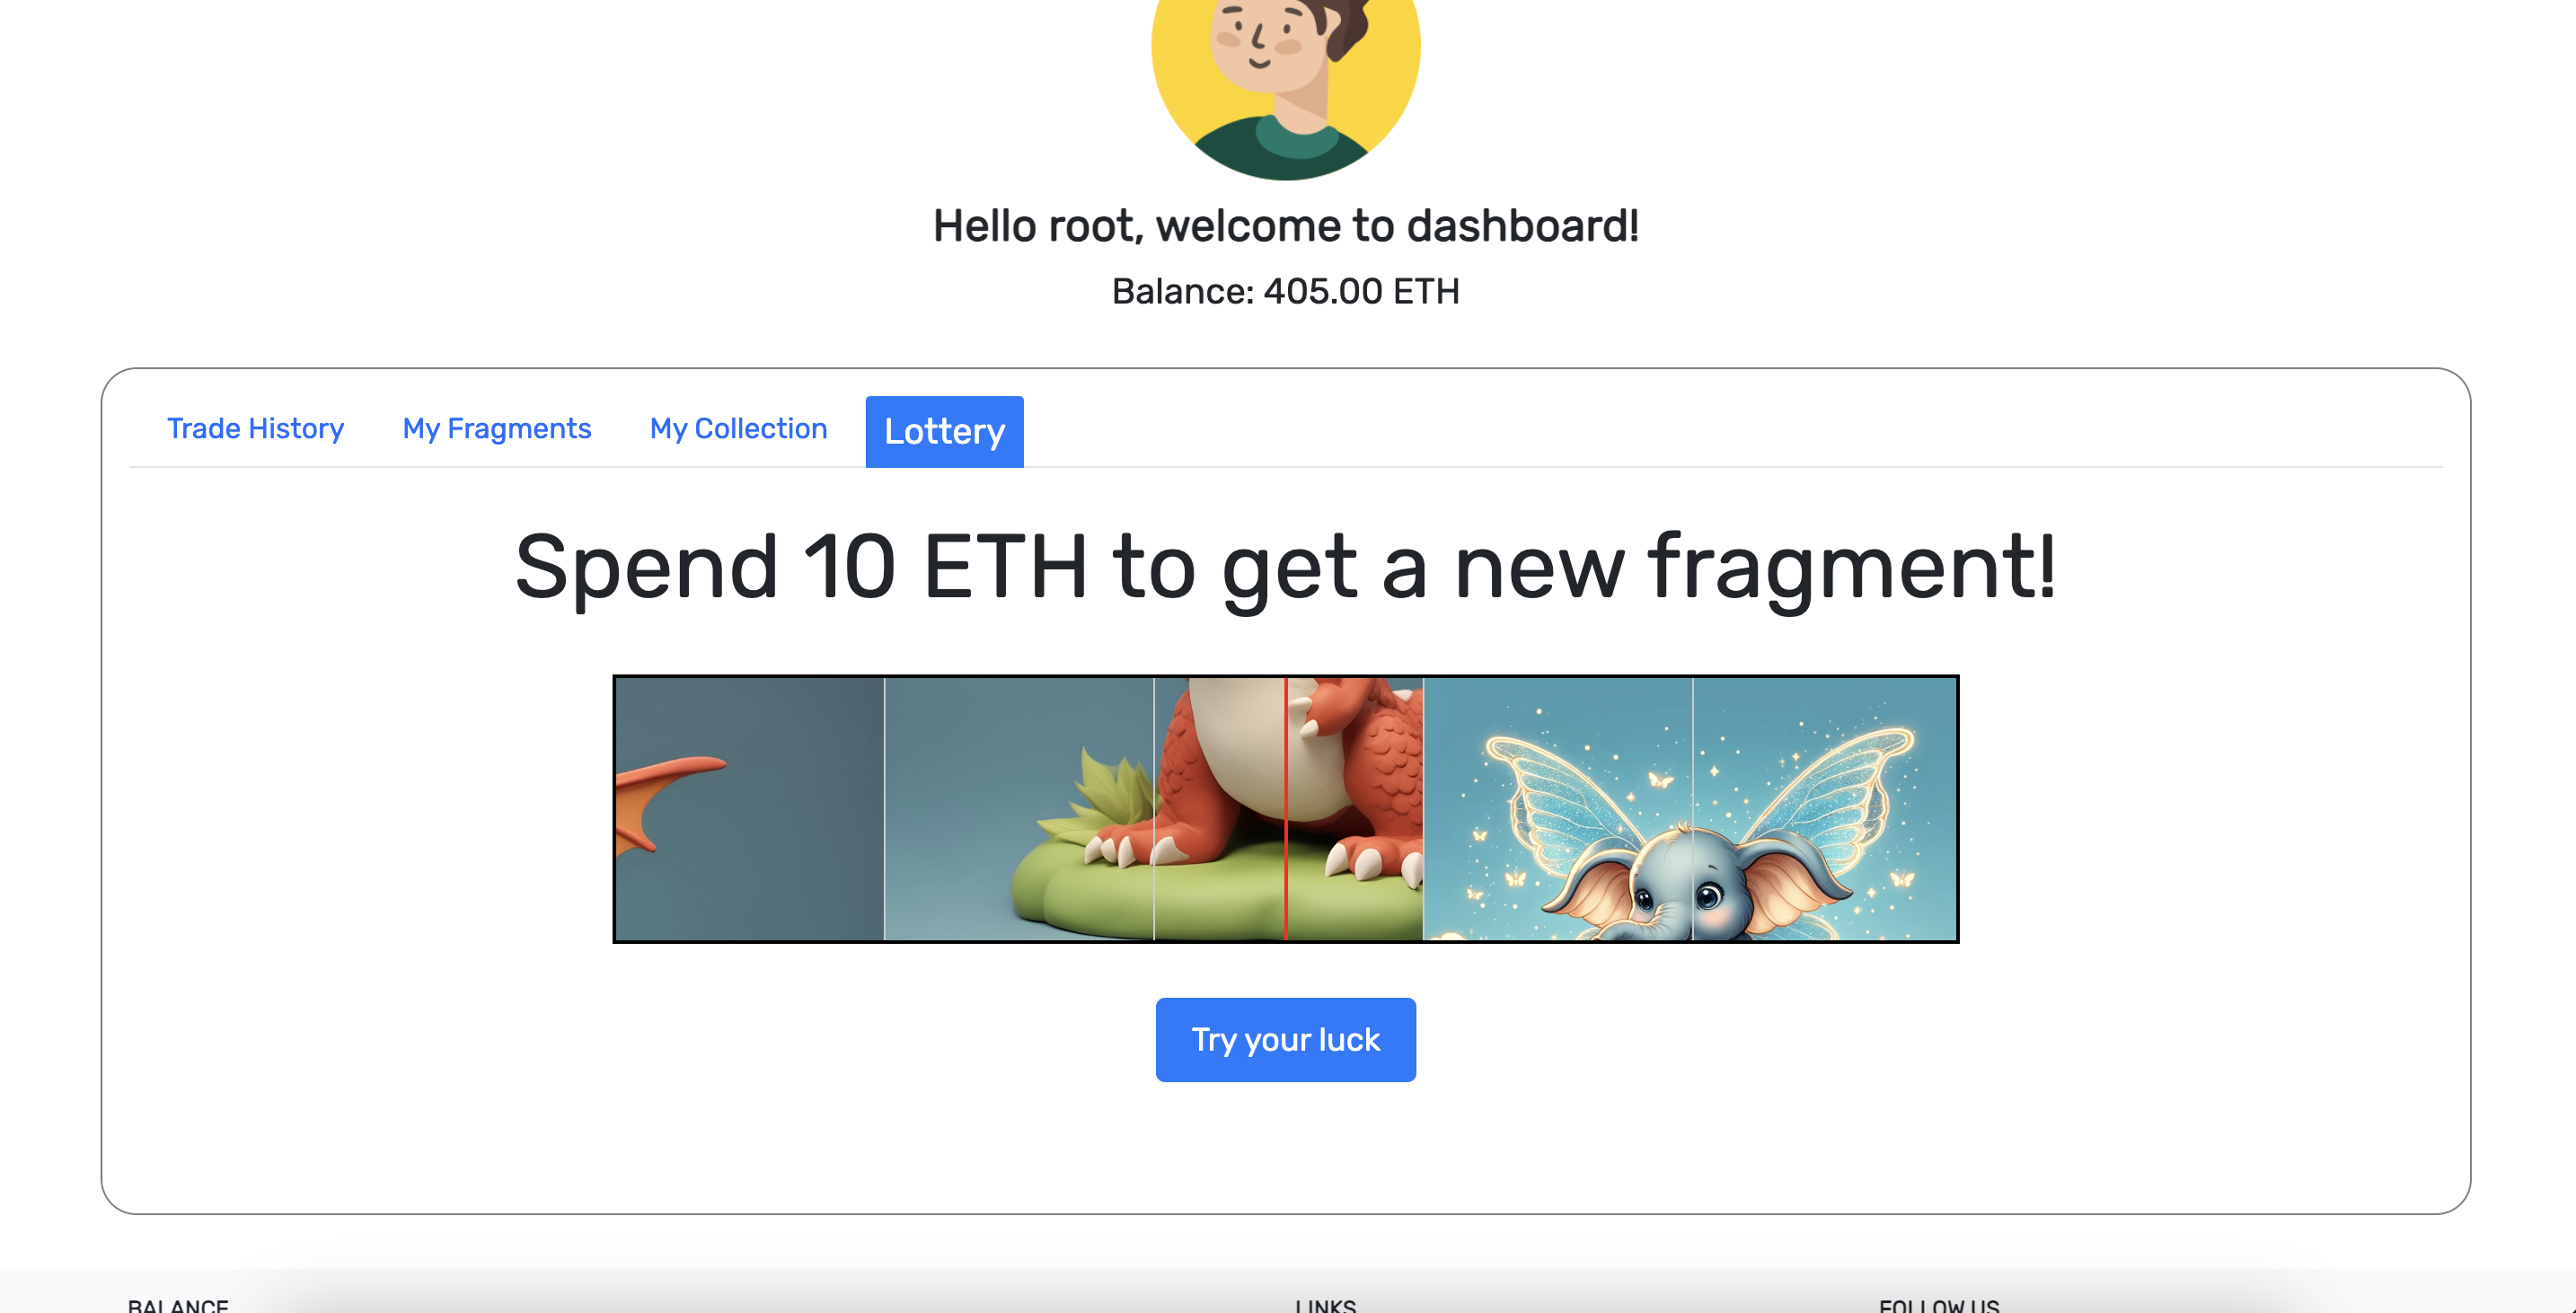 Hello root, welcome to dashboard!
Balance: 405.00 ETH
Trade History My Fragments My Collection Lottery
Spend 10 ETH to get a new fragment!
Try your luck
BALANCE LINKS FOLLOW US